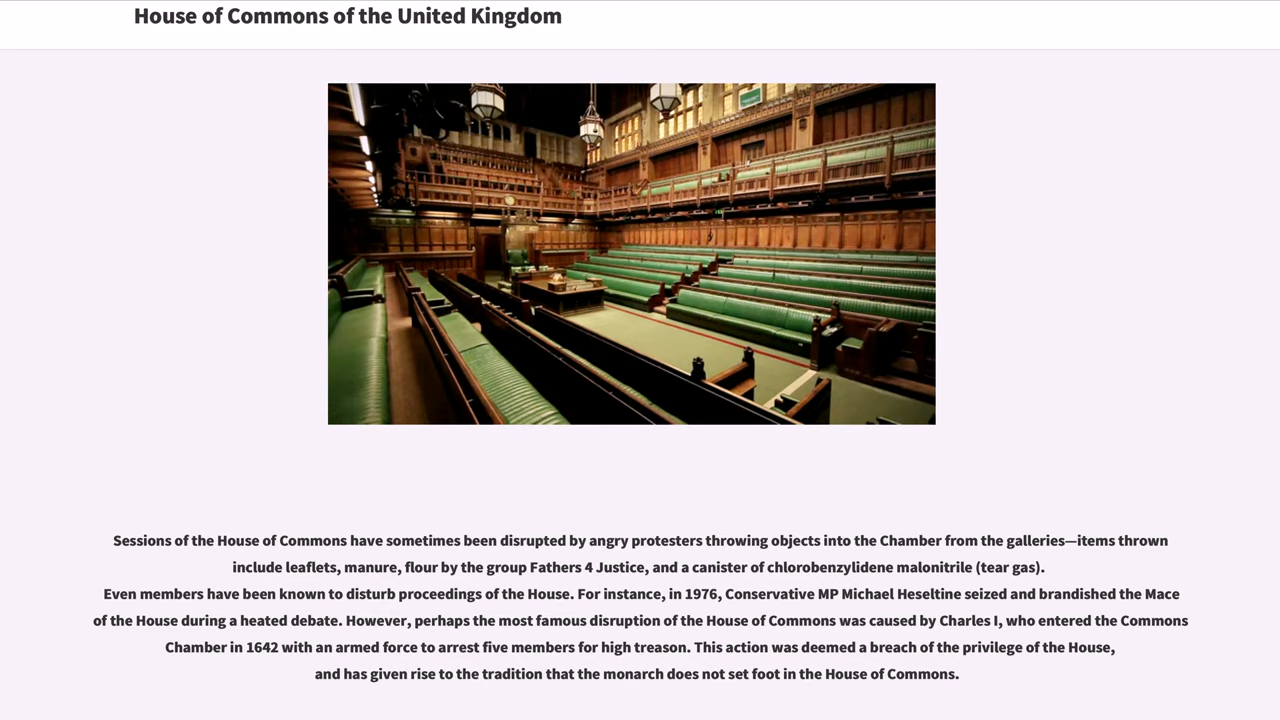 House of Commons of the United Kingdom
Sessions of the House of Commons have sometimes been disrupted by angry protesters throwing objects into the Chamber from the galleries—items thrown
include leaflets, manure, flour by the group Fathers 4 Justice, and a canister of chlorobenzylidene malonitrile (tear gas).
Even members have been known to disturb proceedings of the House. For instance, in 1976, Conservative MP Michael Heseltine seized and brandished the Mace
of the House during a heated debate. However, perhaps the most famous disruption of the House of Commons was caused by Charles I, who entered the Commons
Chamber in 1642 with an armed force to arrest five members for high treason. This action was deemed a breach of the privilege of the House,
and has given rise to the tradition that the monarch does not set foot in the House of Commons.